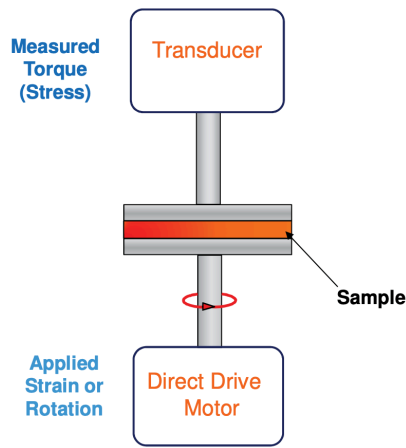 Measured
Torque
(Stress)
Transducer
Sample
Applied
Strain or
Rotation
Direct Drive
Motor